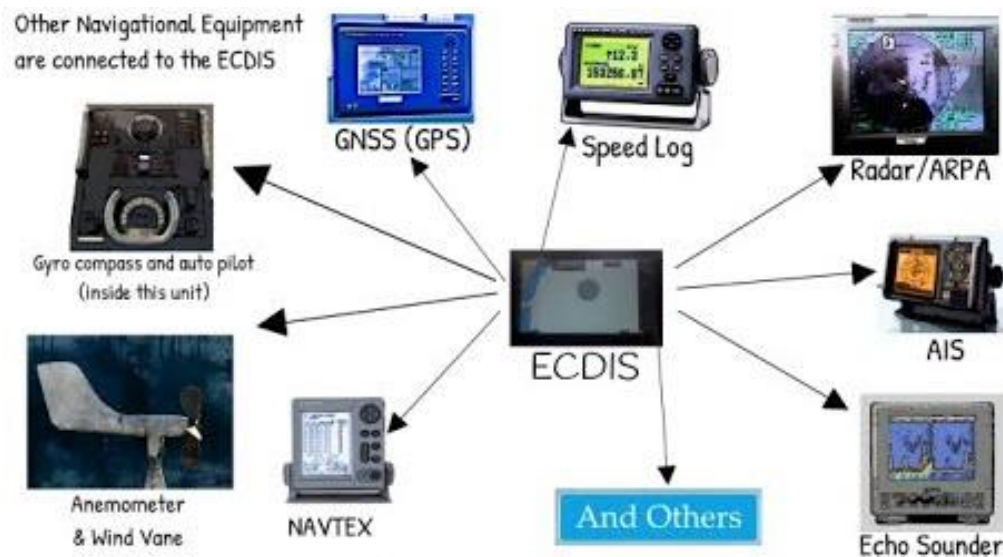 Other Navigational Equipment
are connected to the ECDIS
GNSS (GPS)
Speed Log
Radar/ARPA
Gyro compass and auto pilot
(inside this unit)
ECDIS
AIS
Anemometer
& Wind Vane
NAVTEX
And Others
Echo Sounder